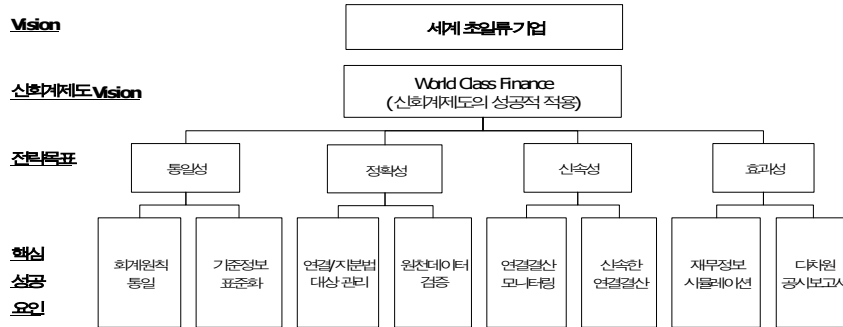 Vision
세계 초일류 기업
신회계제도 Vision
World Class Finance
(신회계제도의 성공적 적용)
전략목표
통일성
정확성
신속성
효과성
핵심
성공
요인
회계원칙
통일
기준정보
표준화
연결/지분법
대상 관리
원천데이터
검증
연결결산
모니터링
신속한
연결결산
재무정보
시뮬레이션
다차원
공시보고서